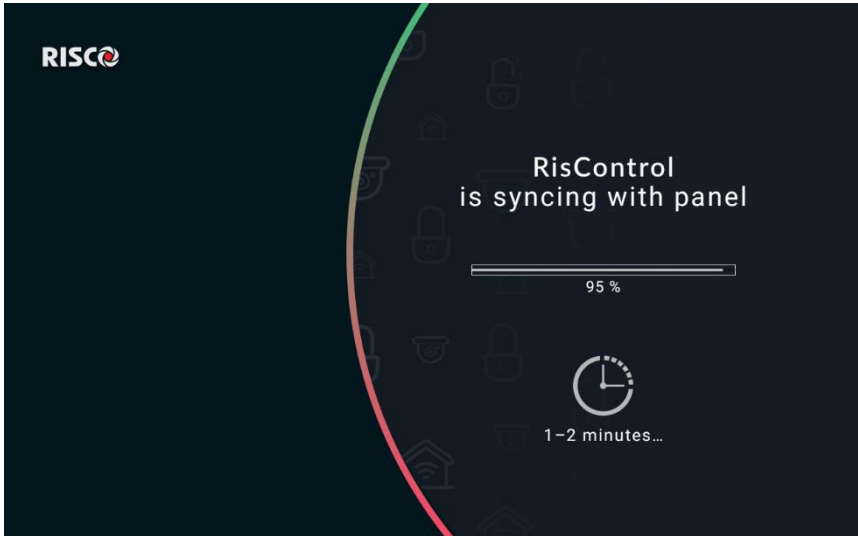 RISCO
RisControl
is syncing with panel
95 %
1–2 minutes...